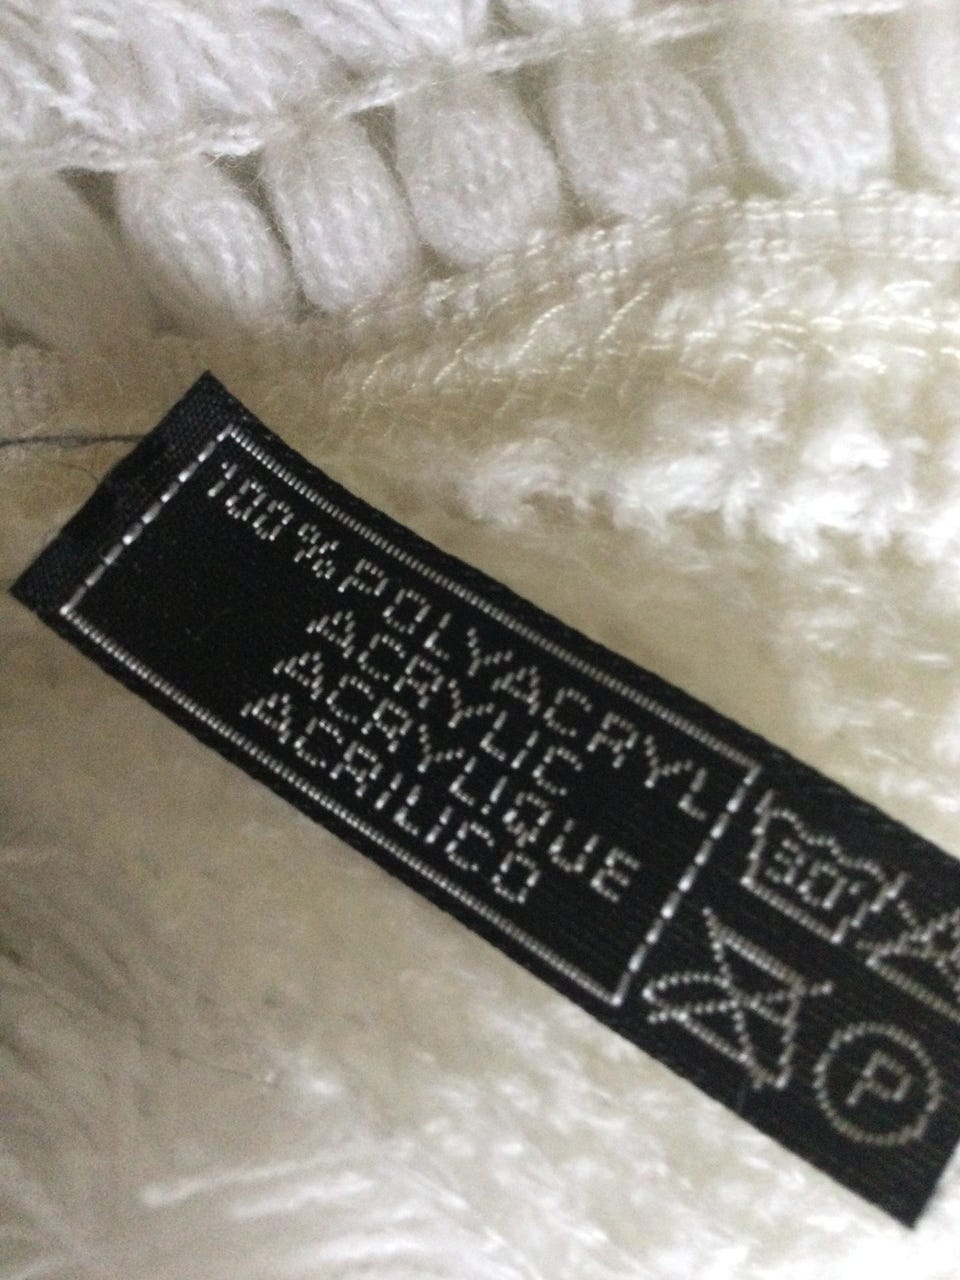 100%POLYACRYL
ACRYLIC
ACRYLIQUE
ACRILICO
30°
P